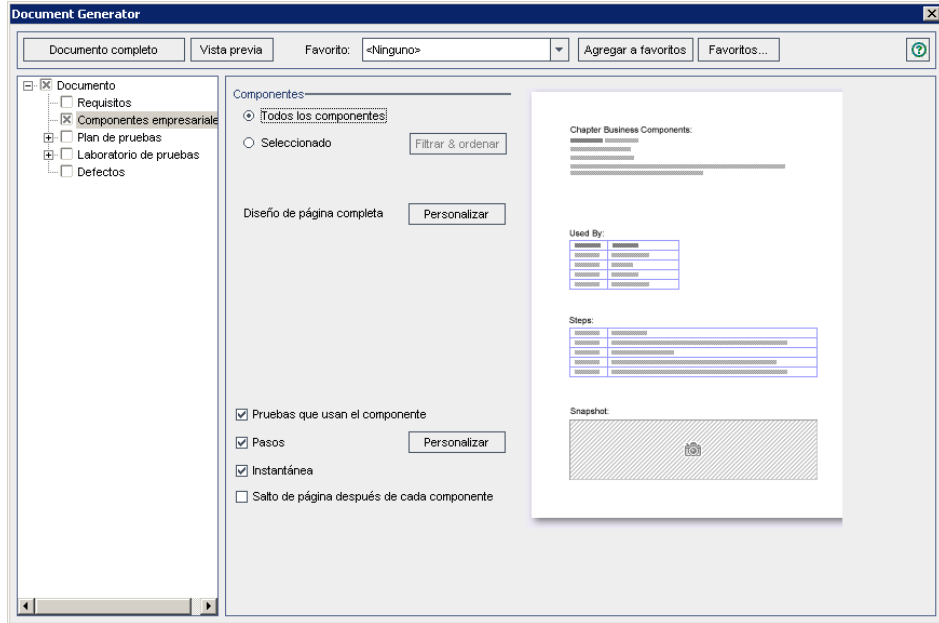 Document Generator
Documento completo
Vista previa
Favorito:
<Ninguno>
Agregar a favoritos
Favoritos...
Documento
Requisitos
Componentes empresariale
Plan de pruebas
Laboratorio de pruebas
Defectos
Componentes
Todos los componentes
Seleccionado
Filtrar & ordenar
Diseño de página completa
Personalizar
Pruebas que usan el componente
Pasos
Personalizar
Instantánea
Salto de página después de cada componente
Chapter Business Components:
Used By:
Steps:
Snapshot: